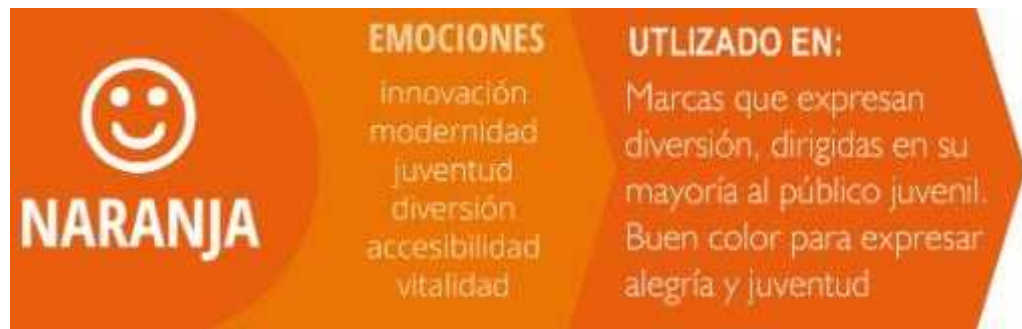 NARANJA
EMOCIONES
innovación
modernidad
juventud
diversión
accesibilidad
vitalidad
UTLIZADO EN:
Marcas que expresan
diversión, dirigidas en su
mayoría al público juvenil.
Buen color para expresar
alegría y juventud